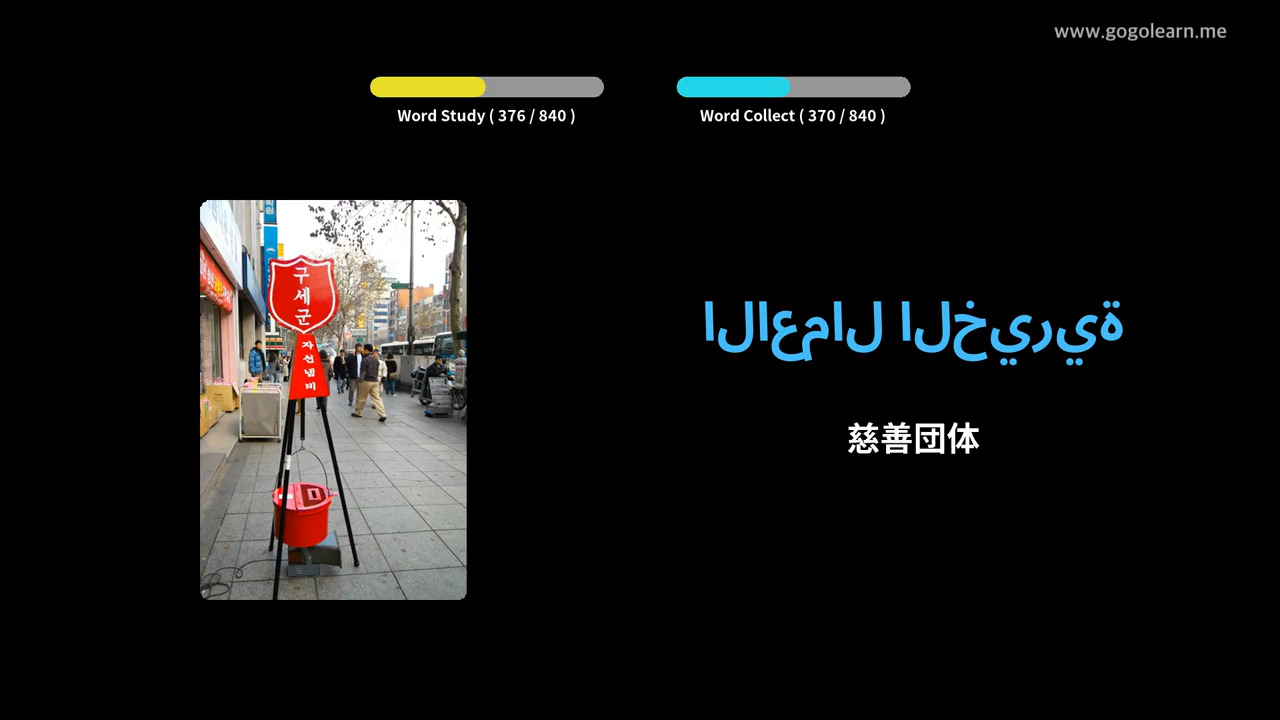 www.gogolearn.me
Word Study ( 376 / 840 )
Word Collect ( 370 / 840 )
구세군
자선냄비
الاعمال الخيرية
慈善団体